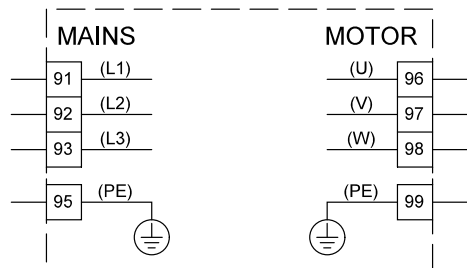 MAINS MOTOR
91 (L1) (U) 96
92 (L2) (V) 97
93 (L3) (W) 98
95 (PE) (PE) 99